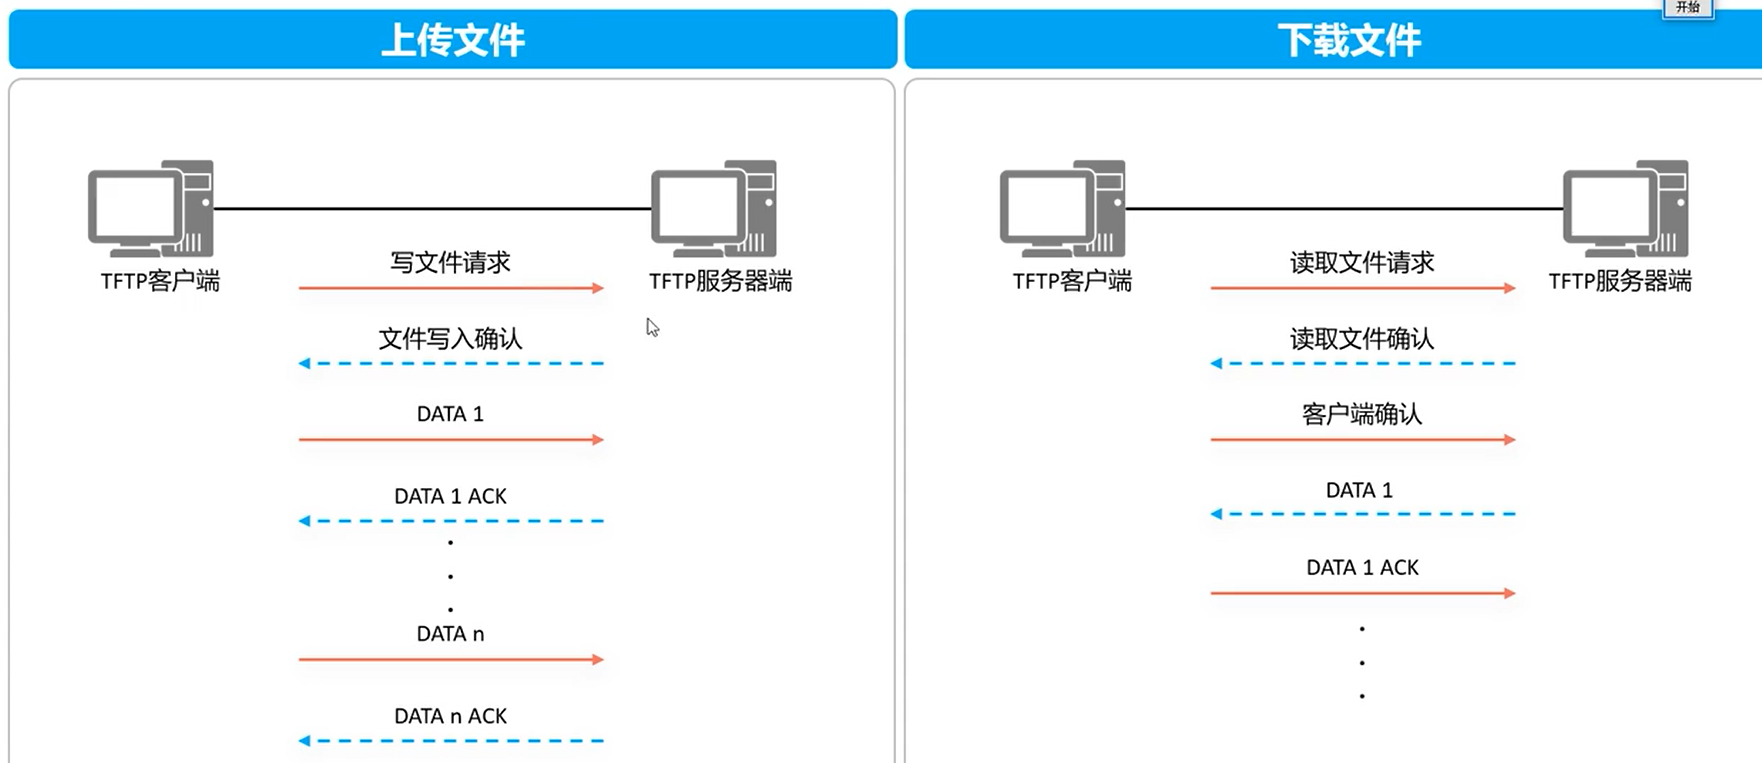 开始
上传文件
TFTP客户端
TFTP服务器端
写文件请求
文件写入确认
DATA 1
DATA 1 ACK
DATA n
DATA n ACK
下载文件
TFTP客户端
TFTP服务器端
读取文件请求
读取文件确认
客户端确认
DATA 1
DATA 1 ACK